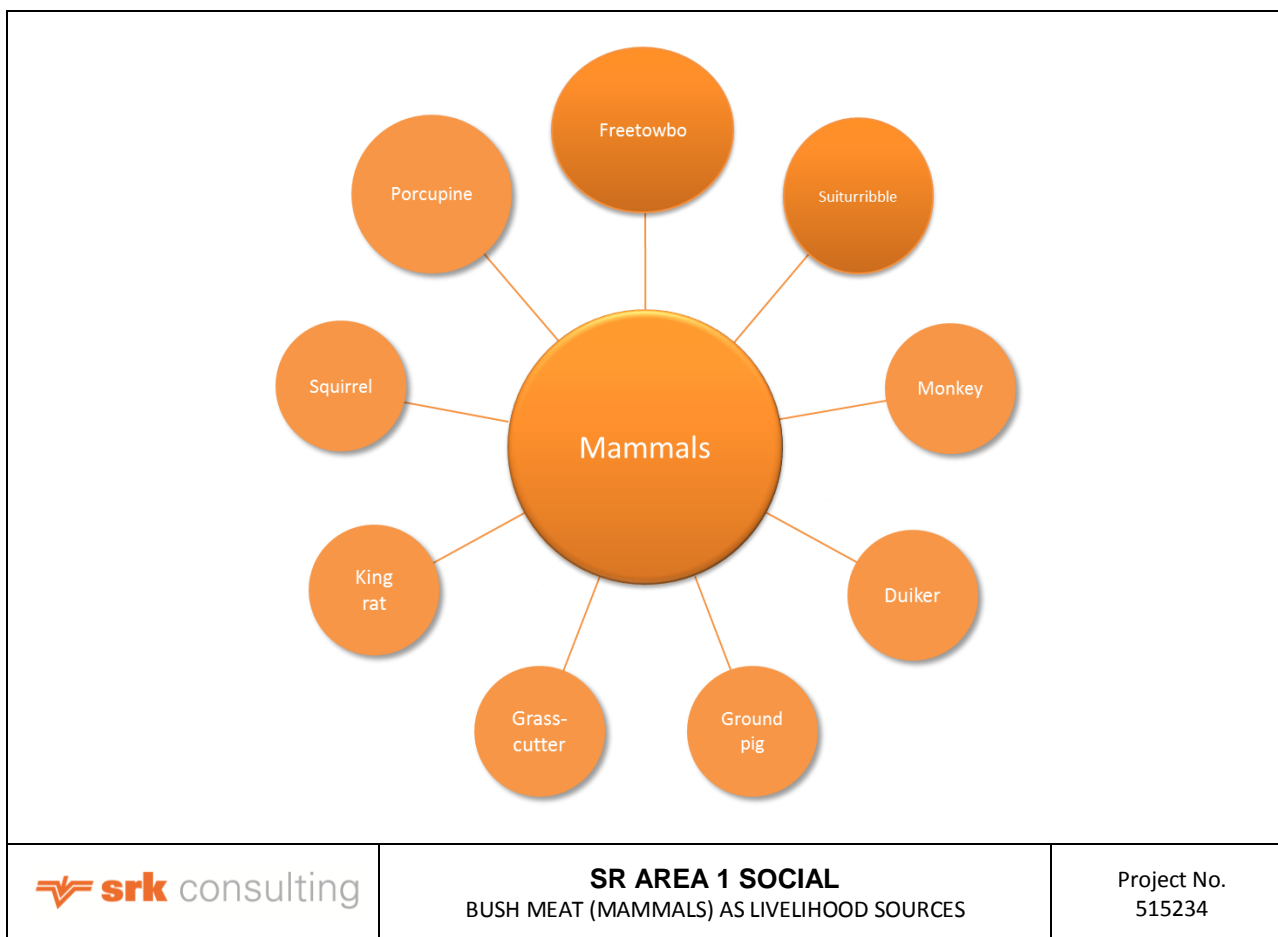 Freetowbo
Suiturribble
Porcupine
Squirrel
Monkey
Mammals
King
rat
Duiker
Grass-
cutter
Ground
pig
srk consulting
SR AREA 1 SOCIAL
BUSH MEAT (MAMMALS) AS LIVELIHOOD SOURCES
Project No.
515234